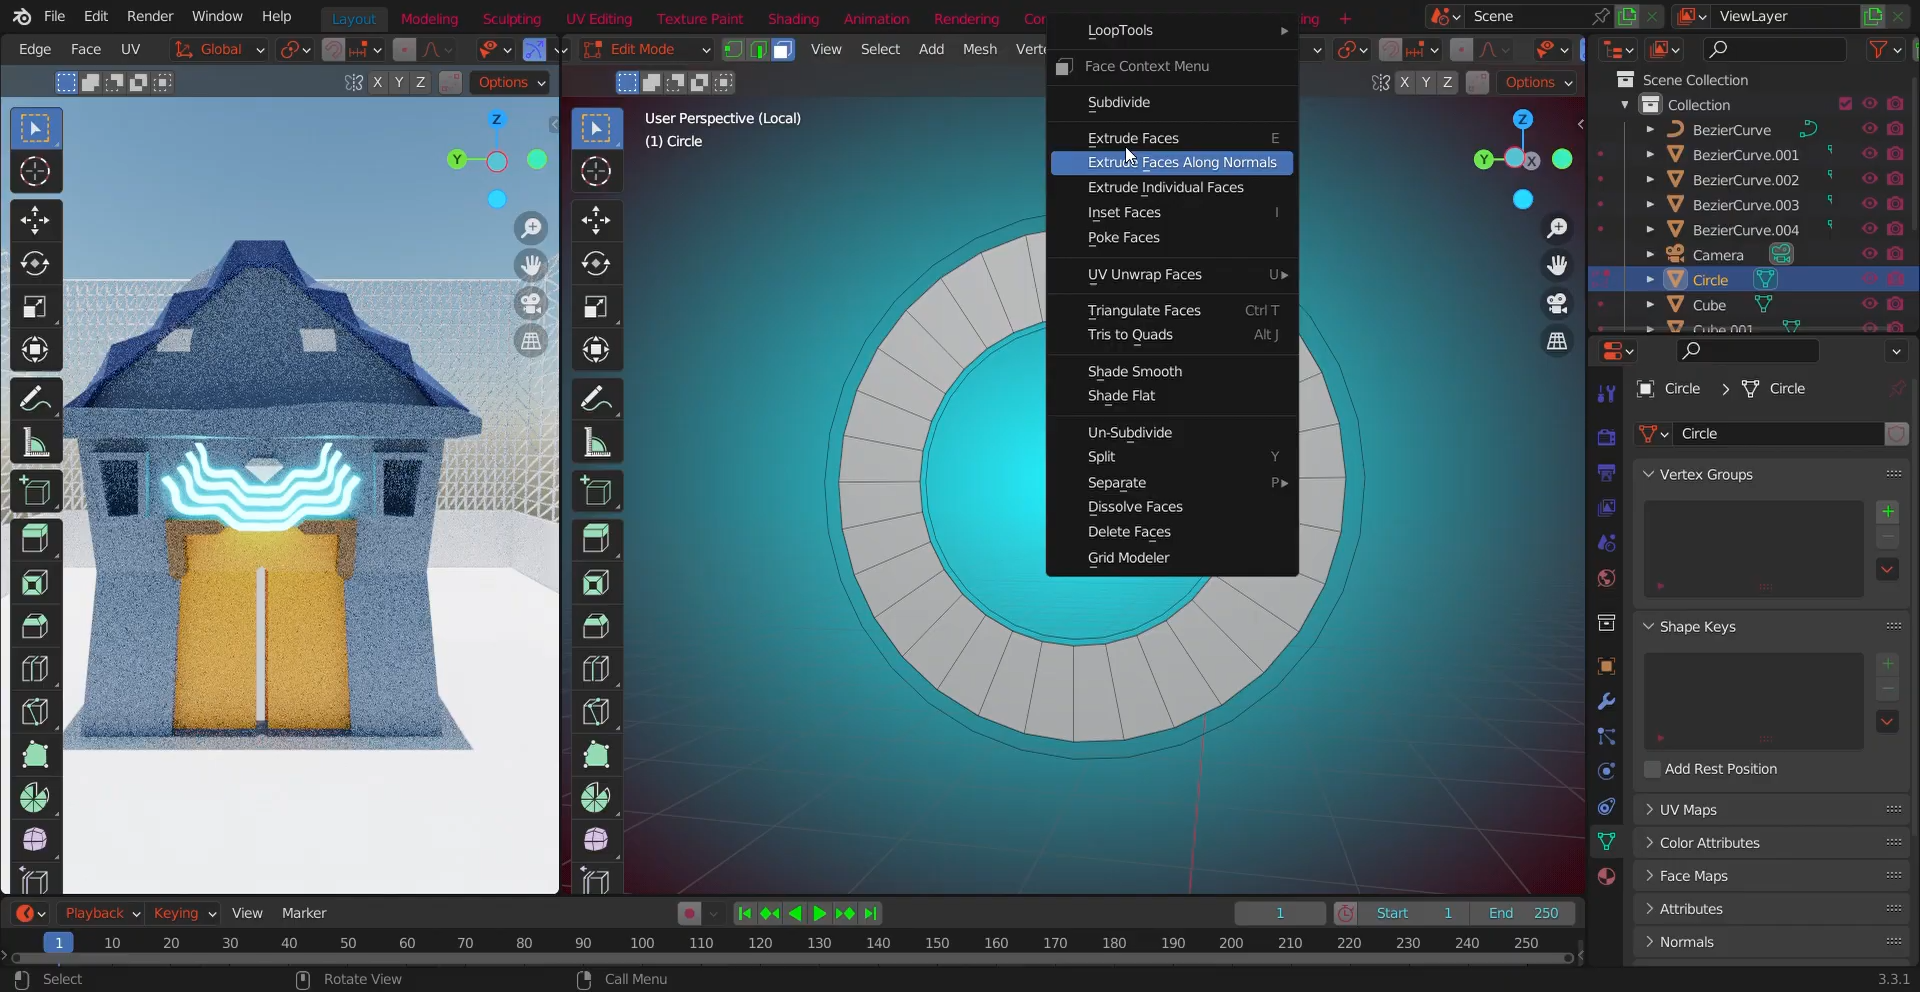 File Edit Render Window Help Layout Modeling Sculpting UV Editing Texture Paint Shading Animation Rendering Scene ViewLayer
Edge Face UV Global Edit Mode View Select Add Mesh
X Y Z Options X Y Z Options
User Perspective (Local)
(1) Circle
Z
Y
Z
Y
X
LoopTools
Face Context Menu
Subdivide
Extrude Faces E
Extrude Faces Along Normals
Extrude Individual Faces
Inset Faces I
Poke Faces
UV Unwrap Faces U
Triangulate Faces Ctrl T
Tris to Quads Alt J
Shade Smooth
Shade Flat
Un-Subdivide
Split Y
Separate P
Dissolve Faces
Delete Faces
Grid Modeler
Scene Collection
Collection
BezierCurve
BezierCurve.001
BezierCurve.002
BezierCurve.003
BezierCurve.004
Camera
Circle
Cube
Cube.001
Circle > Circle
Circle
Vertex Groups
Shape Keys
Add Rest Position
UV Maps
Color Attributes
Face Maps
Attributes
Normals
Playback Keying View Marker 1 Start 1 End 250
1 10 20 30 40 50 60 70 80 90 100 110 120 130 140 150 160 170 180 190 200 210 220 230 240 250
Select Rotate View Call Menu 3.3.1